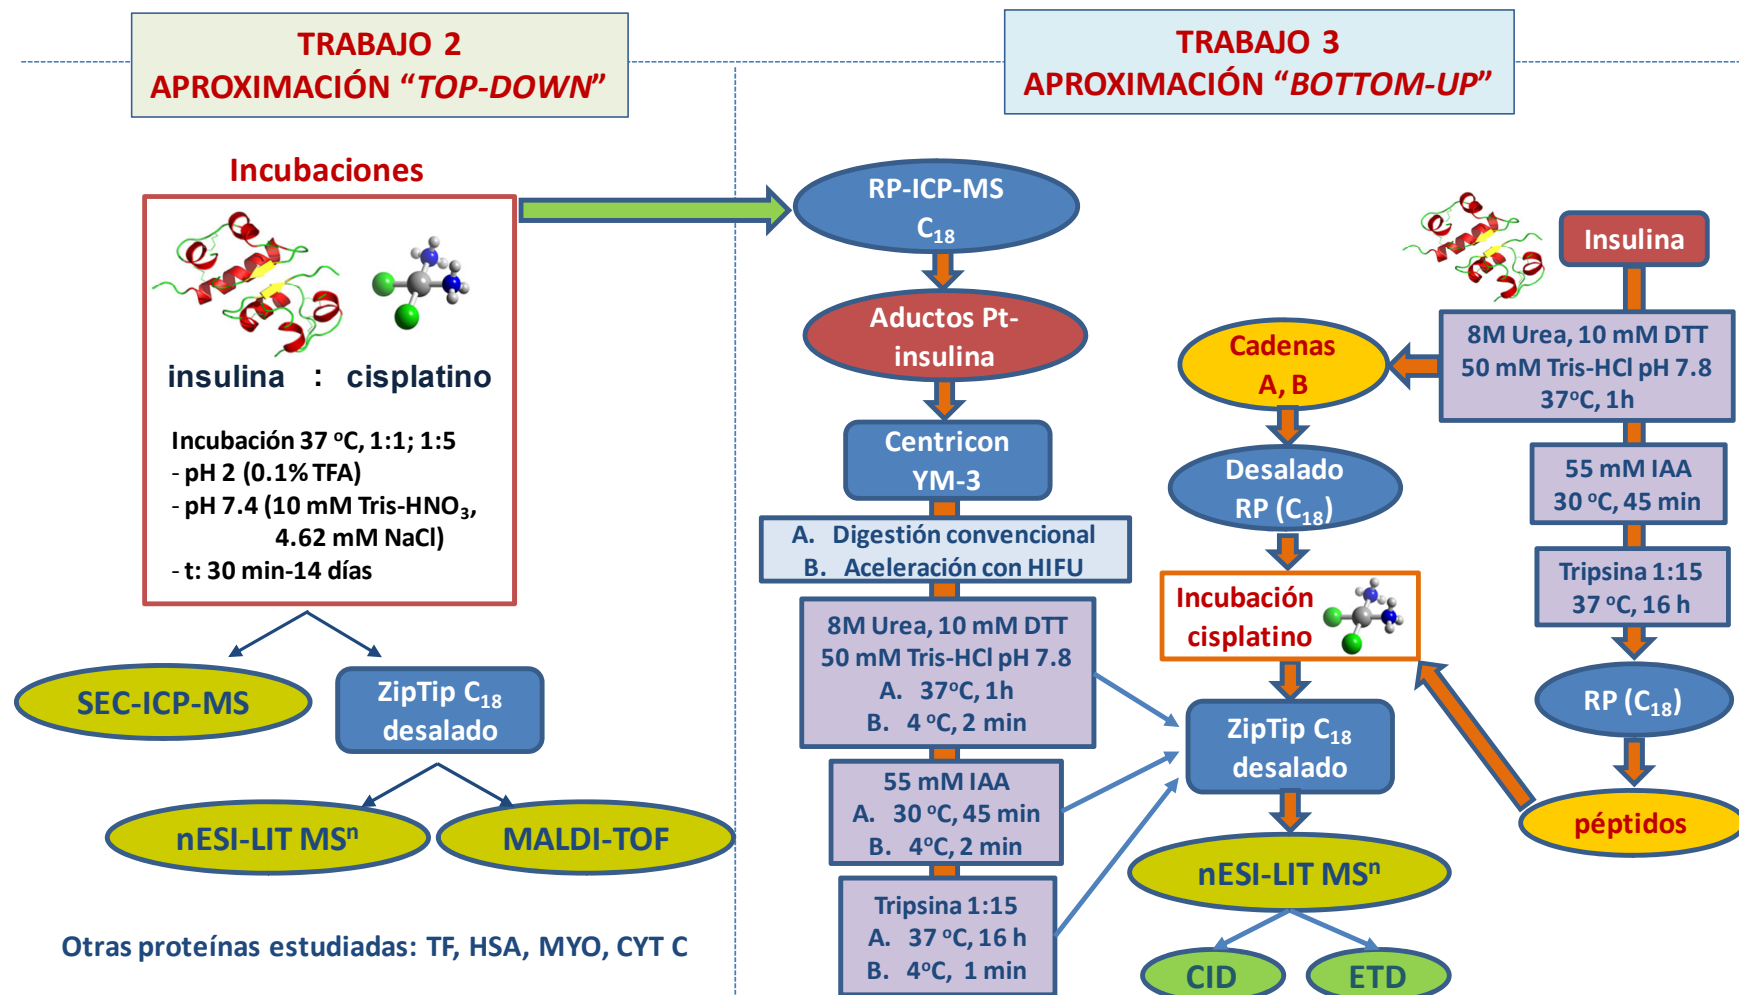 TRABAJO 2
APROXIMACIÓN “TOP-DOWN”
Incubaciones
insulina : cisplatino
Incubación 37 ºC, 1:1; 1:5
- pH 2 (0.1% TFA)
- pH 7.4 (10 mM Tris-HNO₃,
4.62 mM NaCl)
- t: 30 min-14 días
SEC-ICP-MS
ZipTip C₁₈
desalado
nESI-LIT MSⁿ
MALDI-TOF
Otras proteínas estudiadas: TF, HSA, MYO, CYT C
TRABAJO 3
APROXIMACIÓN “BOTTOM-UP”
RP-ICP-MS
C₁₈
Aductos Pt-
insulina
Centricon
YM-3
A. Digestión convencional
B. Aceleración con HIFU
8M Urea, 10 mM DTT
50 mM Tris-HCl pH 7.8
A. 37ºC, 1h
B. 4 ºC, 2 min
55 mM IAA
A. 30 ºC, 45 min
B. 4ºC, 2 min
Tripsina 1:15
A. 37 ºC, 16 h
B. 4ºC, 1 min
Cadenas
A, B
Desalado
RP (C₁₈)
Incubación
cisplatino
ZipTip C₁₈
desalado
nESI-LIT MSⁿ
CID
ETD
Insulina
8M Urea, 10 mM DTT
50 mM Tris-HCl pH 7.8
37ºC, 1h
55 mM IAA
30 ºC, 45 min
Tripsina 1:15
37 ºC, 16 h
RP (C₁₈)
péptidos